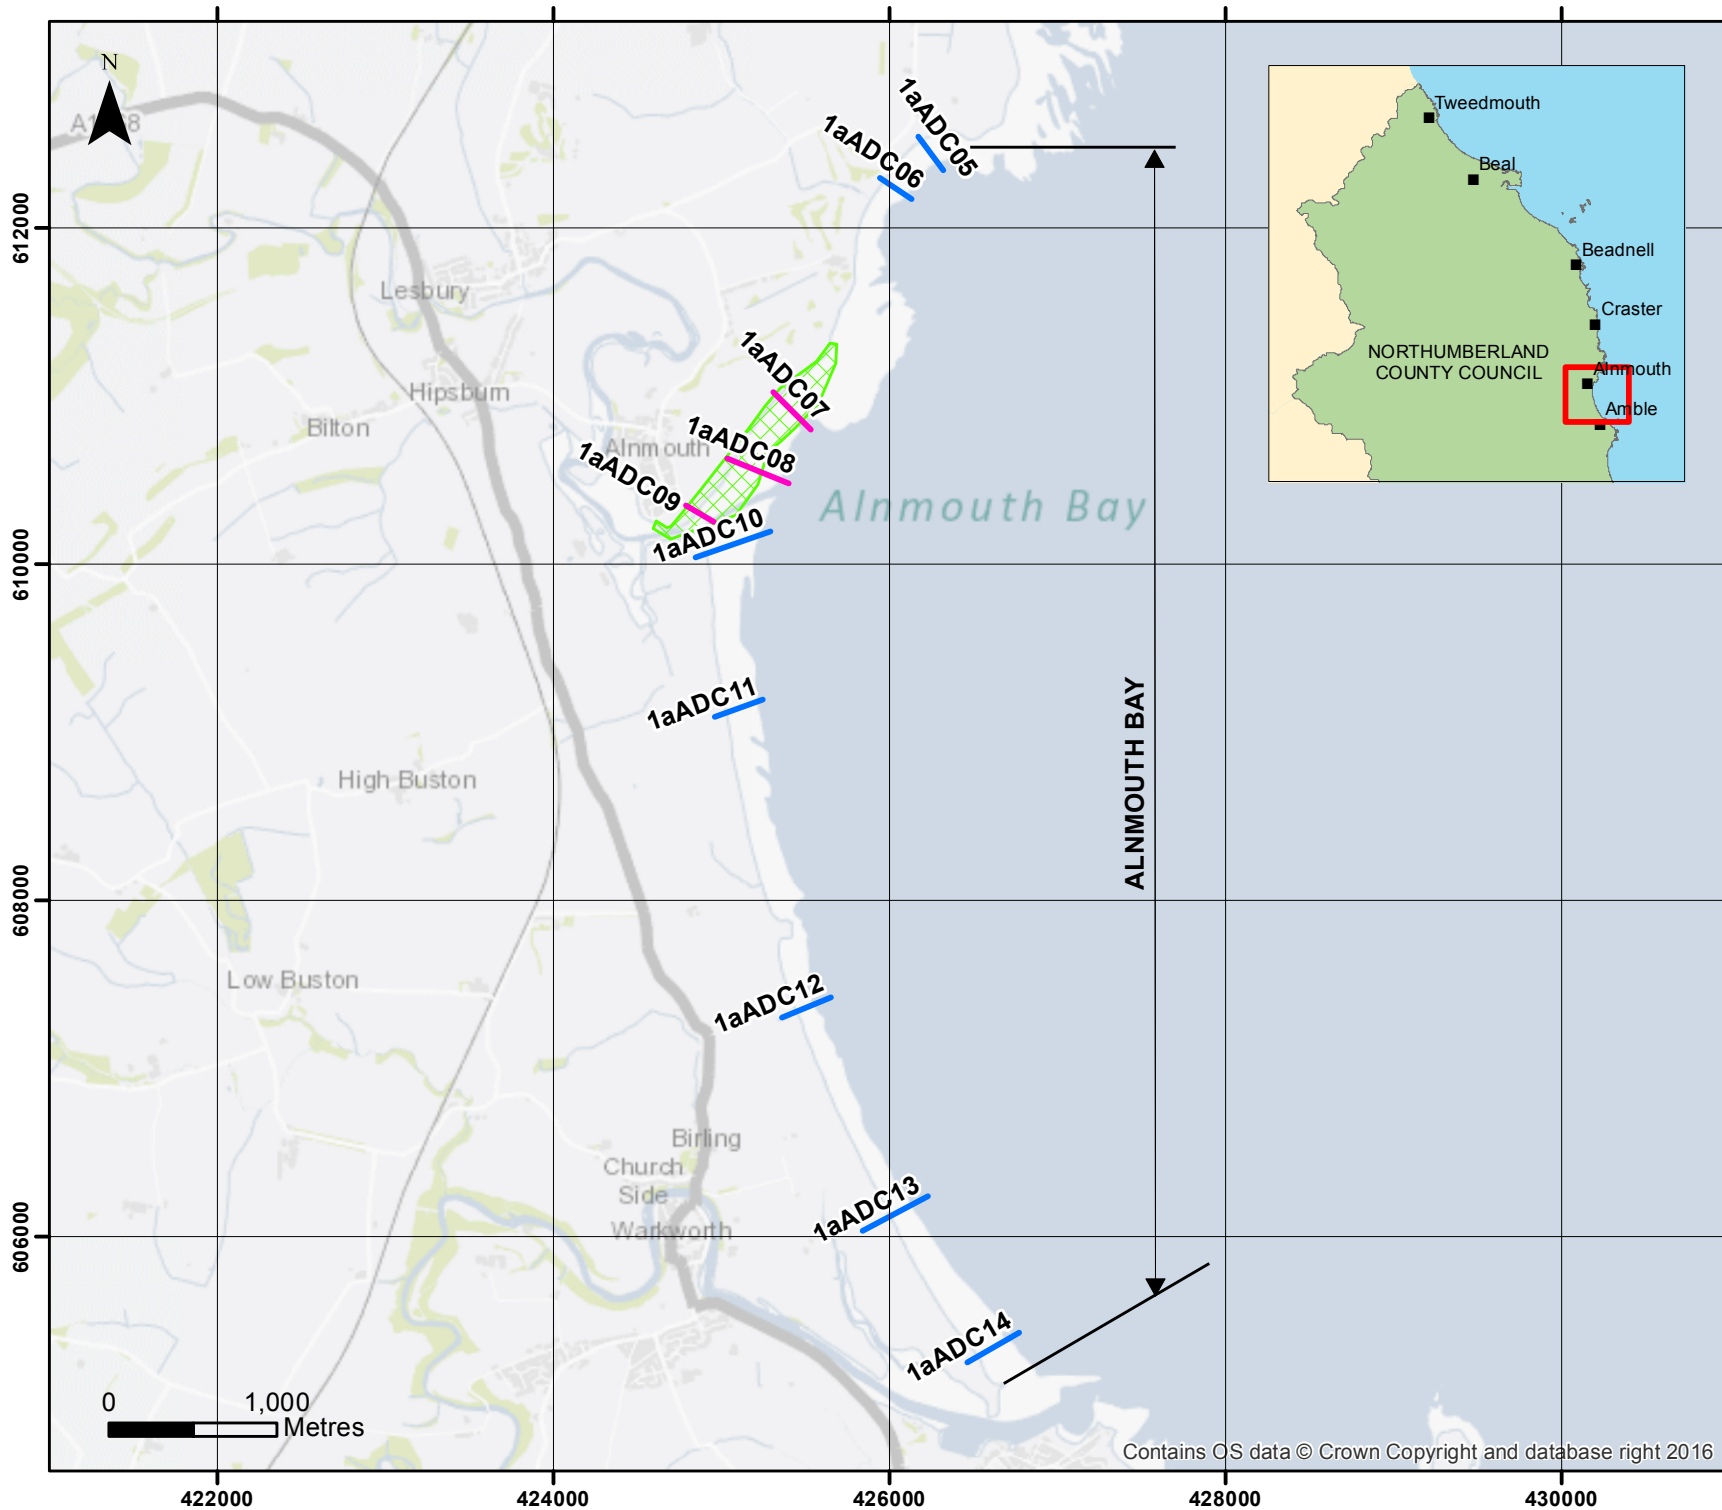 N
A1068
1aADC05
1aADC06
Lesbury
Hipsburn
Bilton
1aADC07
Alnmouth
1aADC08
1aADC09
1aADC10
Alnmouth Bay
1aADC11
High Buston
ALNMOUTH BAY
Low Buston
1aADC12
Birling
Church
Side
Warkworth
1aADC13
1aADC14
Tweedmouth
Beal
Beadnell
Craster
NORTHUMBERLAND
COUNTY COUNCIL
Alnmouth
Amble
612000
610000
608000
606000
0 1,000
Metres
Contains OS data © Crown Copyright and database right 2016
422000 424000 426000 428000 430000